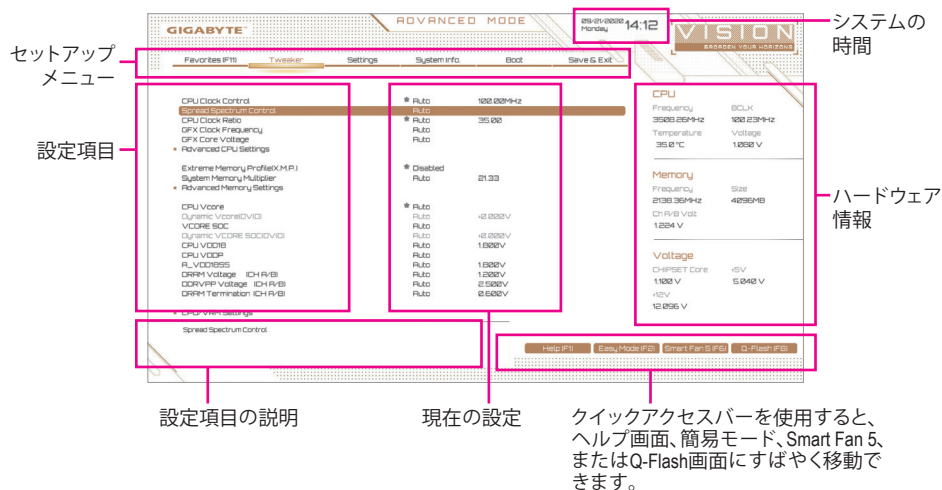 GIGABYTE™
ADVANCED MODE
09/21/2020
Monday
14:12
VISION
BROADEN YOUR HORIZONS
システムの
時間
セットアップ
メニュー
Favorites (F11)
Tweaker
Settings
System Info.
Boot
Save & Exit
設定項目
CPU Clock Control ＊ Auto 100.00MHz
Spread Spectrum Control Auto
CPU Clock Ratio ＊ Auto 35.00
GFX Clock Frequency Auto
GFX Core Voltage Auto
Advanced CPU Settings
Extreme Memory Profile(X.M.P.) ＊ Disabled
System Memory Multiplier Auto 21.33
Advanced Memory Settings
CPU Vcore ＊ Auto
Dynamic Vcore(DVID) Auto +0.000V
VCORE SOC Auto
Dynamic VCORE SOC(DVID) Auto +0.000V
CPU VDD18 Auto 1.800V
CPU VDDP Auto
A_VDD18S5 Auto 1.800V
DRAM Voltage (CH A/B) Auto 1.200V
DDRVPP Voltage (CH A/B) Auto 2.500V
DRAM Termination (CH A/B) Auto 0.600V
CPU/VRM Settings
CPU
Frequency BCLK
3508.26MHz 100.23MHz
Temperature Voltage
35.0 °C 1.080 V
Memory
Frequency Size
2138.36MHz 4096MB
Ch A/B Volt
1.224 V
Voltage
CHIPSET Core +5V
1.100 V 5.040 V
+12V
12.096 V
ハードウェア
情報
Spread Spectrum Control
Help (F1)
Easy Mode (F2)
Smart Fan 5 (F6)
Q-Flash (F8)
設定項目の説明
現在の設定
クイックアクセスバーを使用すると、
ヘルプ画面、簡易モード、Smart Fan 5、
またはQ-Flash画面にすばやく移動で
きます。